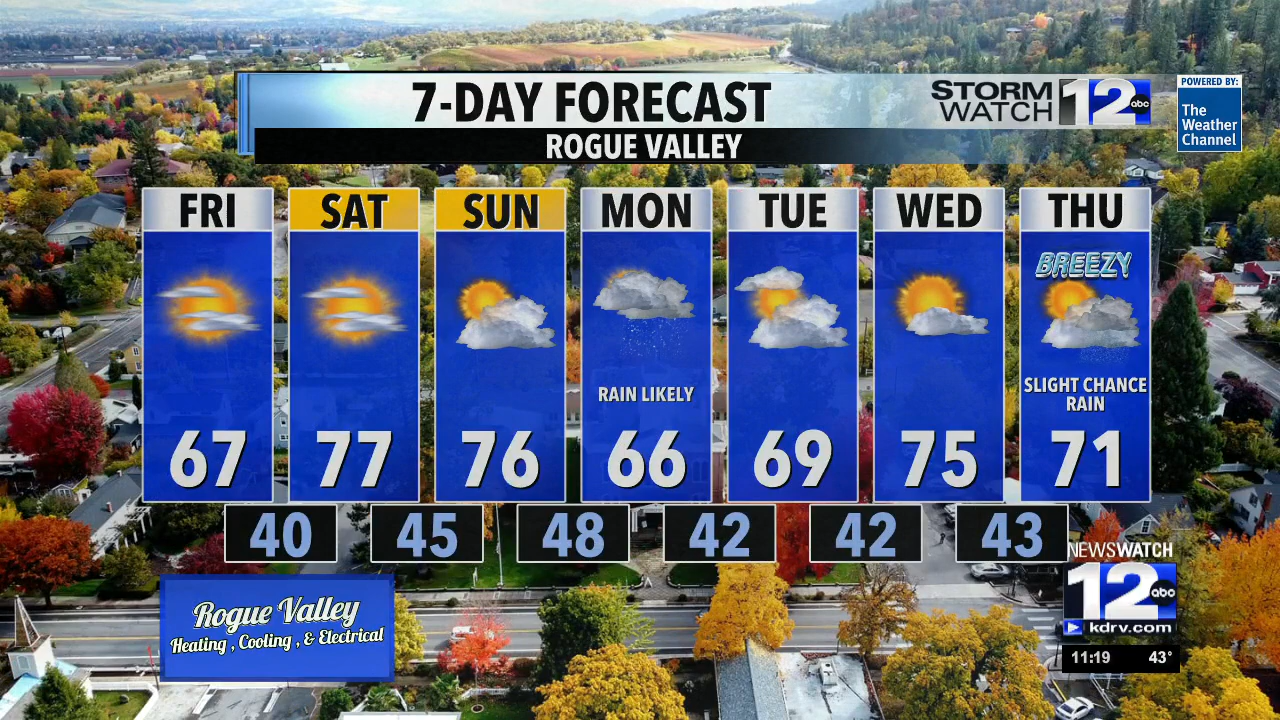 7-DAY FORECAST
ROGUE VALLEY
STORM
WATCH
12
abc
POWERED BY:
The
Weather
Channel
FRI
SAT
SUN
MON
TUE
WED
THU
BREEZY
RAIN LIKELY
SLIGHT CHANCE
RAIN
67
77
76
66
69
75
71
40
45
48
42
42
43
Rogue Valley
Heating , Cooling , & Electrical
NEWSWATCH
12
abc
kdrv.com
11:19 43°